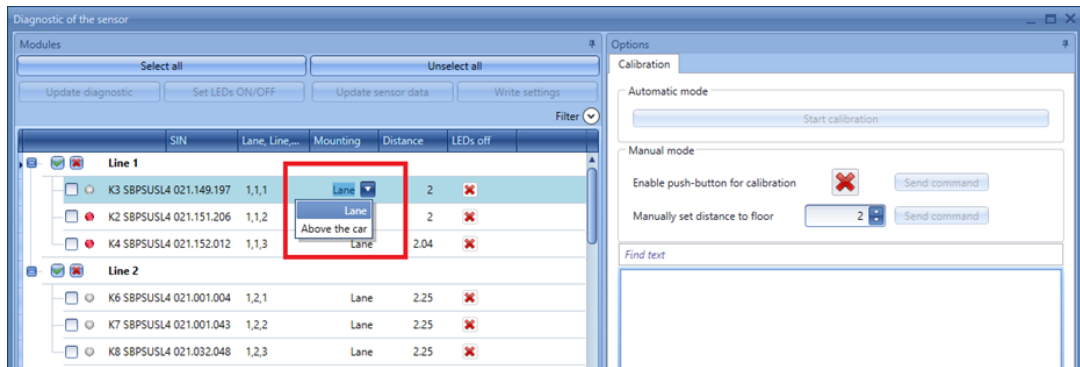 Diagnostic of the sensor
Modules
Select all
Unselect all
Update diagnostic
Set LEDs ON/OFF
Update sensor data
Write settings
Filter
SIN Lane, Line,... Mounting Distance LEDs off
Line 1
K3 SBPSUSL4 021.149.197 1,1,1 Lane 2
Lane
Above the car
K2 SBPSUSL4 021.151.206 1,1,2 2
K4 SBPSUSL4 021.152.012 1,1,3 Lane 2.04
Line 2
K6 SBPSUSL4 021.001.004 1,2,1 Lane 2.25
K7 SBPSUSL4 021.001.043 1,2,2 Lane 2.25
K8 SBPSUSL4 021.032.048 1,2,3 Lane 2.25
Options
Calibration
Automatic mode
Start calibration
Manual mode
Enable push-button for calibration Send command
Manually set distance to floor 2 Send command
Find text